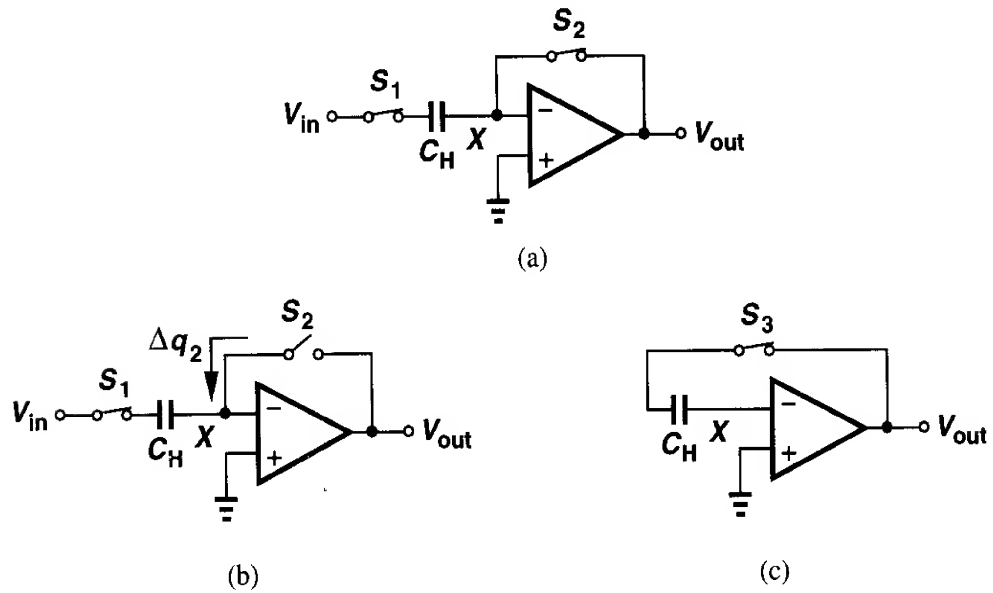 S2
S1
Vin
CH
X
−
+
Vout
(a)
Δq2
S2
S1
Vin
CH
X
−
+
Vout
(b)
S3
CH
X
−
+
Vout
(c)